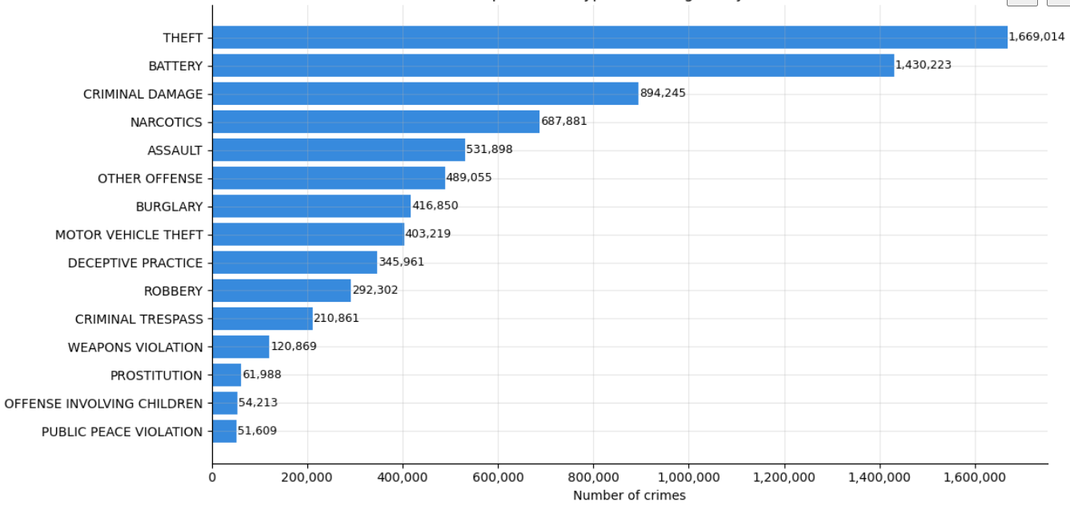 THEFT 1,669,014
BATTERY 1,430,223
CRIMINAL DAMAGE 894,245
NARCOTICS 687,881
ASSAULT 531,898
OTHER OFFENSE 489,055
BURGLARY 416,850
MOTOR VEHICLE THEFT 403,219
DECEPTIVE PRACTICE 345,961
ROBBERY 292,302
CRIMINAL TRESPASS 210,861
WEAPONS VIOLATION 120,869
PROSTITUTION 61,988
OFFENSE INVOLVING CHILDREN 54,213
PUBLIC PEACE VIOLATION 51,609
0 200,000 400,000 600,000 800,000 1,000,000 1,200,000 1,400,000 1,600,000
Number of crimes